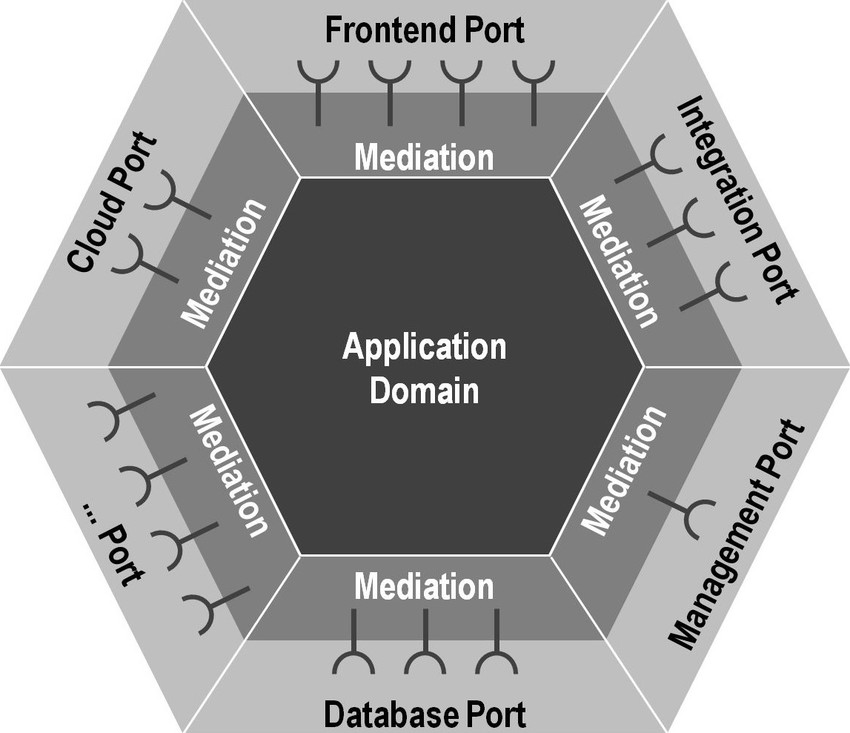 Frontend Port
Mediation
Cloud Port
Mediation
Integration Port
Mediation
Application
Domain
... Port
Mediation
Management Port
Mediation
Mediation
Database Port